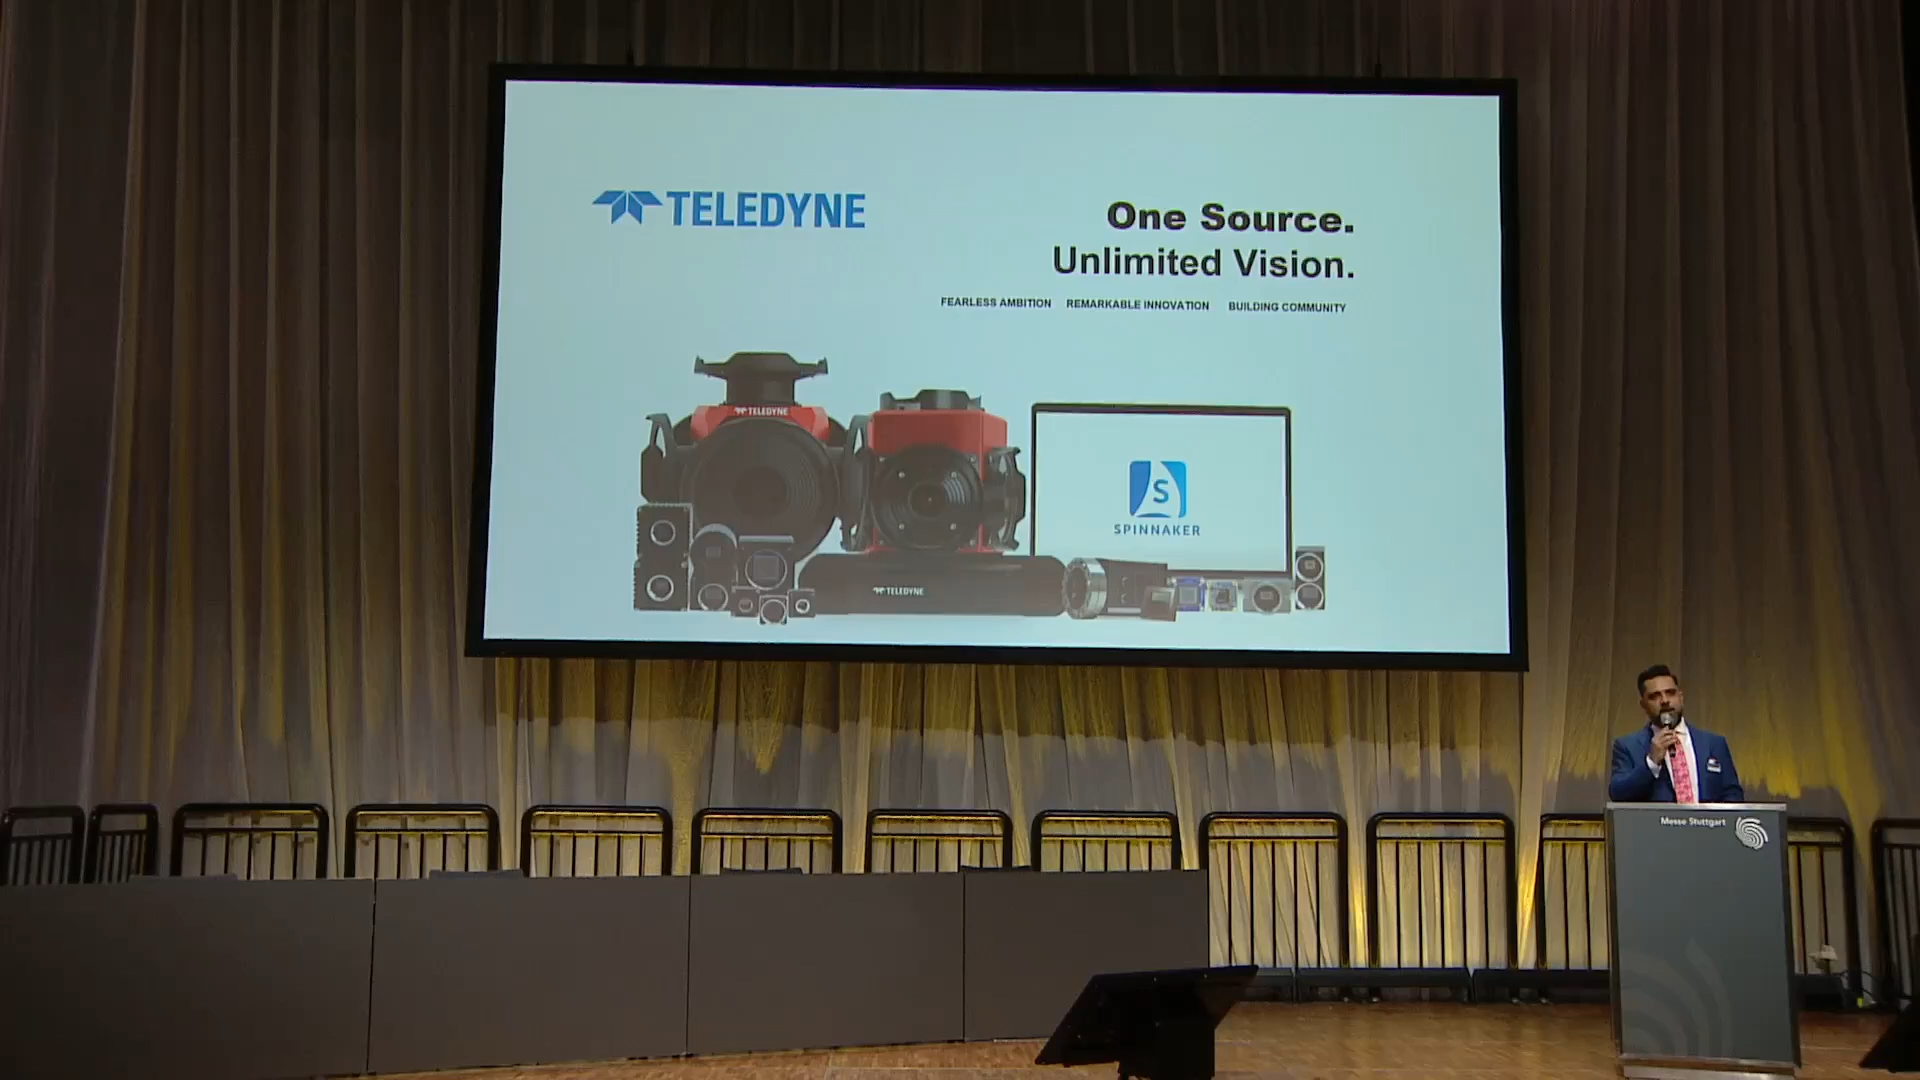 TELEDYNE
One Source.
Unlimited Vision.
FEARLESS AMBITION REMARKABLE INNOVATION BUILDING COMMUNITY
TELEDYNE
S
SPINNAKER
TELEDYNE
Messe Stuttgart